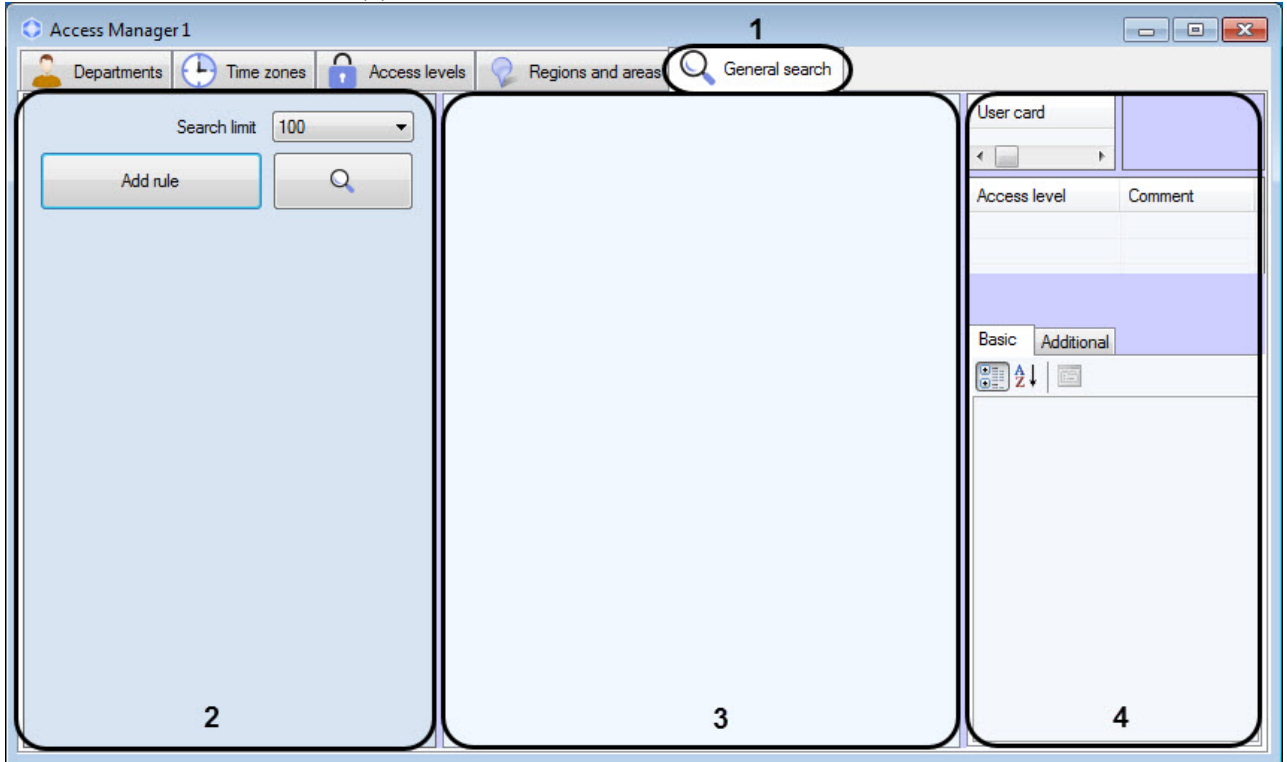 Access Manager 1
1
Departments Time zones Access levels Regions and areas General search
Search limit 100
Add rule
User card
Access level Comment
Basic Additional
A
Z
2 3 4